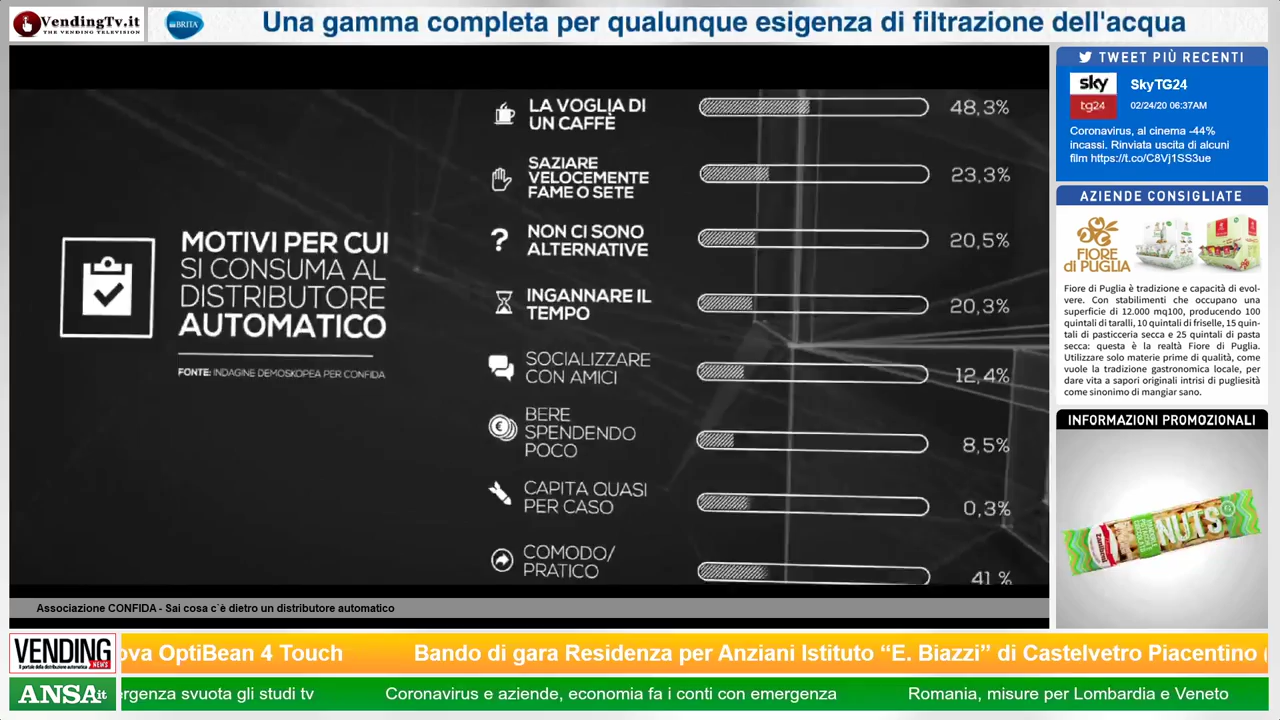 VendingTv.it
THE VENDING TELEVISION
BRITA
Una gamma completa per qualunque esigenza di filtrazione dell'acqua
MOTIVI PER CUI
SI CONSUMA AL
DISTRIBUTORE
AUTOMATICO
FONTE: INDAGINE DEMOSKOPEA PER CONFIDA
LA VOGLIA DI
UN CAFFÈ
48,3%
SAZIARE
VELOCEMENTE
FAME O SETE
23,3%
NON CI SONO
ALTERNATIVE
20,5%
INGANNARE IL
TEMPO
20,3%
SOCIALIZZARE
CON AMICI
12,4%
BERE
SPENDENDO
POCO
8,5%
CAPITA QUASI
PER CASO
0,3%
COMODO/
PRATICO
41 %
Associazione CONFIDA - Sai cosa c`è dietro un distributore automatico
TWEET PIÙ RECENTI
sky
tg24
SkyTG24
02/24/20 06:37AM
Coronavirus, al cinema -44%
incassi. Rinviata uscita di alcuni
film https://t.co/C8Vj1SS3ue
AZIENDE CONSIGLIATE
FIORE
di PUGLIA
Fiore di Puglia è tradizione e capacità di evol-
vere. Con stabilimenti che occupano una
superficie di 12.000 mq100, producendo 100
quintali di taralli, 10 quintali di friselle, 15 quin-
tali di pasticceria secca e 25 quintali di pasta
secca: questa è la realtà Fiore di Puglia.
Utilizzare solo materie prime di qualità, come
vuole la tradizione gastronomica locale, per
dare vita a sapori originali intrisi di pugliesità
come sinonimo di mangiar sano.
INFORMAZIONI PROMOZIONALI
NUTS
VENDING
NEWS
Il portale della distribuzione automatica
ova OptiBean 4 Touch
Bando di gara Residenza per Anziani Istituto “E. Biazzi” di Castelvetro Piacentino (
ANSA.it
rgenza svuota gli studi tv
Coronavirus e aziende, economia fa i conti con emergenza
Romania, misure per Lombardia e Veneto